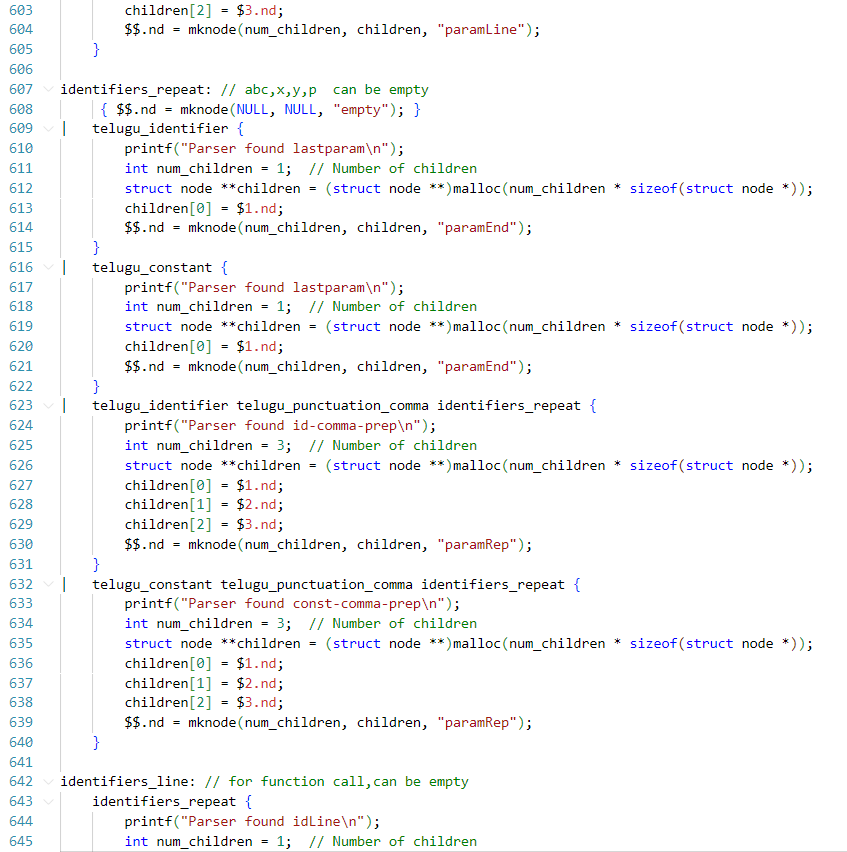 603 children[2] = $3.nd;
604 $$.nd = mknode(num_children, children, "paramLine");
605 }
606
607 identifiers_repeat: // abc,x,y,p  can be empty
608 { $$.nd = mknode(NULL, NULL, "empty"); }
609 | telugu_identifier {
610 printf("Parser found lastparam\n");
611 int num_children = 1;  // Number of children
612 struct node **children = (struct node **)malloc(num_children * sizeof(struct node *));
613 children[0] = $1.nd;
614 $$.nd = mknode(num_children, children, "paramEnd");
615 }
616 | telugu_constant {
617 printf("Parser found lastparam\n");
618 int num_children = 1;  // Number of children
619 struct node **children = (struct node **)malloc(num_children * sizeof(struct node *));
620 children[0] = $1.nd;
621 $$.nd = mknode(num_children, children, "paramEnd");
622 }
623 | telugu_identifier telugu_punctuation_comma identifiers_repeat {
624 printf("Parser found id-comma-prep\n");
625 int num_children = 3;  // Number of children
626 struct node **children = (struct node **)malloc(num_children * sizeof(struct node *));
627 children[0] = $1.nd;
628 children[1] = $2.nd;
629 children[2] = $3.nd;
630 $$.nd = mknode(num_children, children, "paramRep");
631 }
632 | telugu_constant telugu_punctuation_comma identifiers_repeat {
633 printf("Parser found const-comma-prep\n");
634 int num_children = 3;  // Number of children
635 struct node **children = (struct node **)malloc(num_children * sizeof(struct node *));
636 children[0] = $1.nd;
637 children[1] = $2.nd;
638 children[2] = $3.nd;
639 $$.nd = mknode(num_children, children, "paramRep");
640 }
641
642 identifiers_line: // for function call,can be empty
643 identifiers_repeat {
644 printf("Parser found idLine\n");
645 int num_children = 1;  // Number of children